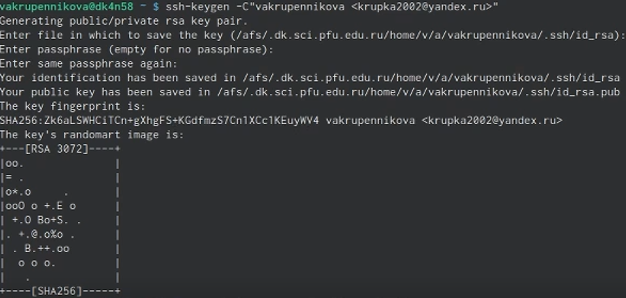 vakrupennikova@dk4n58 ~ $ ssh-keygen -C"vakrupennikova <krupka2002@yandex.ru>"
Generating public/private rsa key pair.
Enter file in which to save the key (/afs/.dk.sci.pfu.edu.ru/home/v/a/vakrupennikova/.ssh/id_rsa):
Enter passphrase (empty for no passphrase):
Enter same passphrase again:
Your identification has been saved in /afs/.dk.sci.pfu.edu.ru/home/v/a/vakrupennikova/.ssh/id_rsa
Your public key has been saved in /afs/.dk.sci.pfu.edu.ru/home/v/a/vakrupennikova/.ssh/id_rsa.pub
The key fingerprint is:
SHA256:Zk6aLSWHCiTCn+gXhgFS+KGdfmzS7Cn1XCc1KEuyWV4 vakrupennikova <krupka2002@yandex.ru>
The key's randomart image is:
+---[RSA 3072]----+
|oo.              |
|= .              |
|o*.o     .       |
|ooO o +.E o      |
| +.O Bo+S. .     |
|. +.@.o%o .      |
| . B.++.oo       |
|  o o o.         |
|   .             |
+----[SHA256]-----+